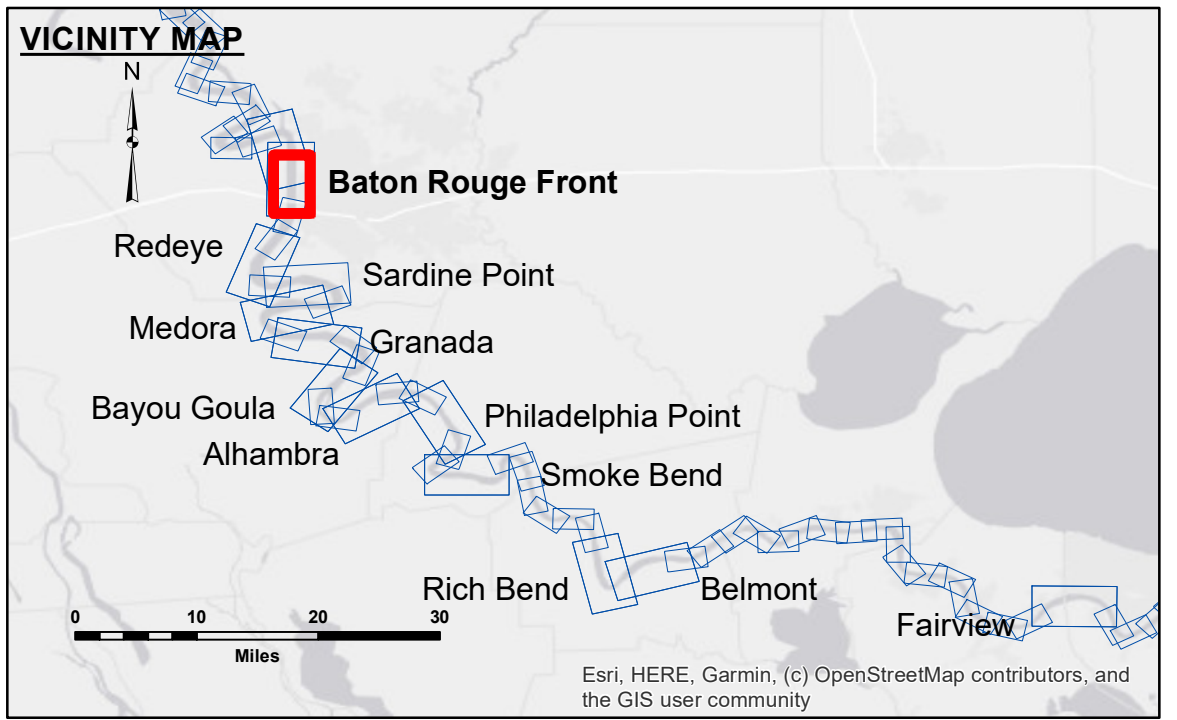 VICINITY MAP
N
Baton Rouge Front
Redeye
Sardine Point
Medora
Granada
Bayou Goula
Philadelphia Point
Alhambra
Smoke Bend
Rich Bend
Belmont
Fairview
0 10 20 30
Miles
Esri, HERE, Garmin, (c) OpenStreetMap contributors, and
the GIS user community